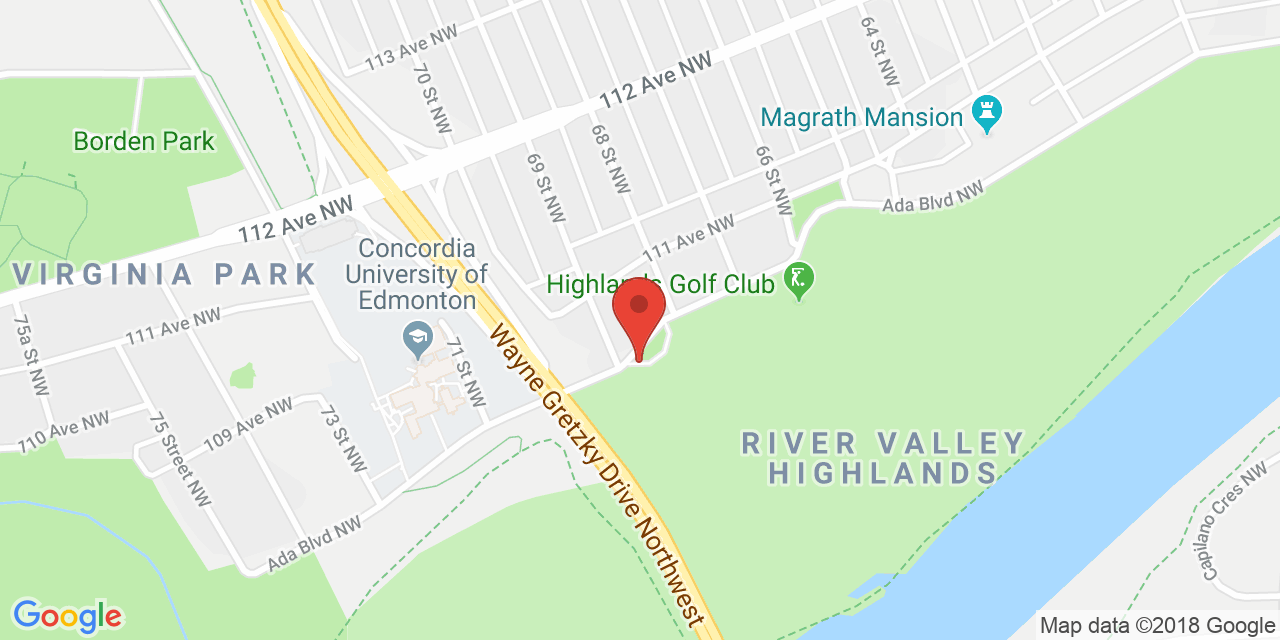 113 Ave NW
70 St NW
112 Ave NW
64 St NW
Magrath Mansion
Borden Park
69 St NW
68 St NW
66 St NW
Ada Blvd NW
112 Ave NW
111 Ave NW
Concordia
University of
Edmonton
VIRGINIA PARK
Highlands Golf Club
111 Ave NW
75a St NW
71 St NW
Wayne Gretzky Drive Northwest
710 Ave NW
109 Ave NW
73 St NW
75 Street NW
RIVER VALLEY
HIGHLANDS
Ada Blvd NW
Capilano Cres NW
Google
Map data ©2018 Google